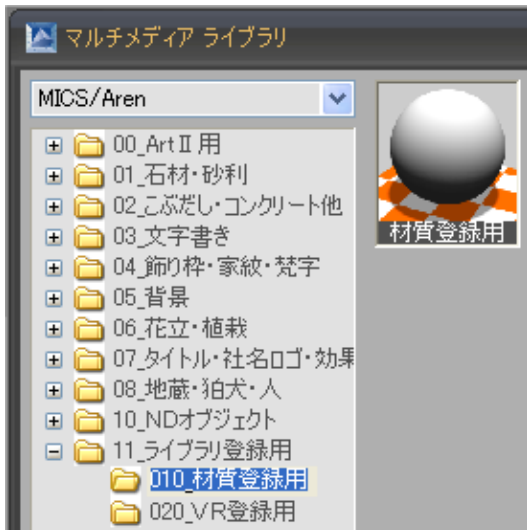 マルチメディア ライブラリ
MICS/Aren
00_ArtⅡ用
01_石材・砂利
02_こぶだし・コンクリート他
03_文字書き
04_飾り枠・家紋・梵字
05_背景
06_花立・植栽
07_タイトル・社名ロゴ・効果
08_地蔵・狛犬・人
10_NDオブジェクト
11_ライブラリ登録用
010_材質登録用
020_VR登録用
材質登録用